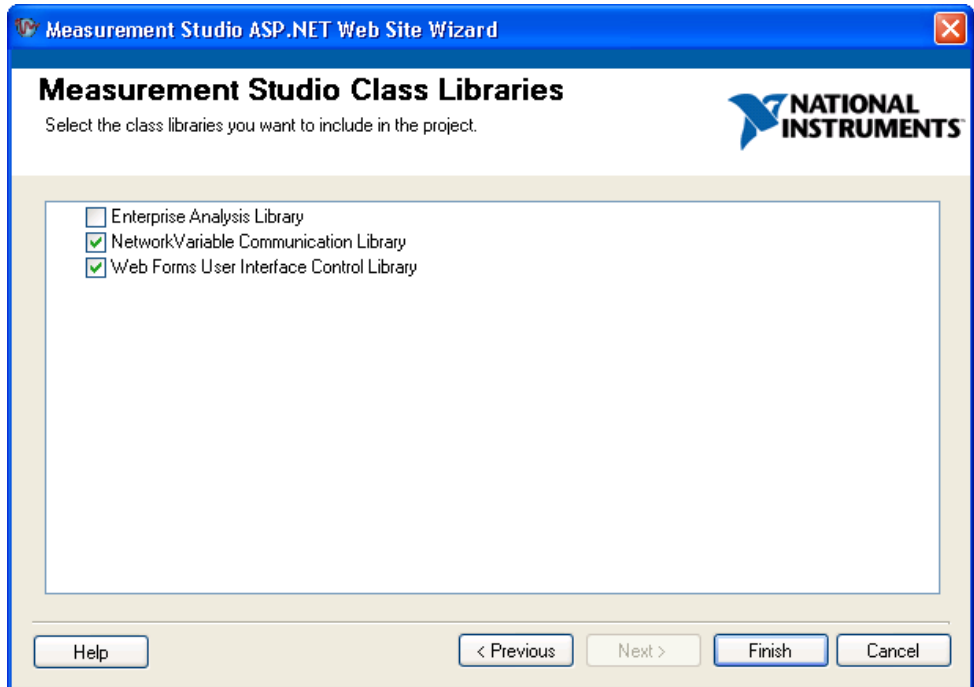 Measurement Studio ASP.NET Web Site Wizard
Measurement Studio Class Libraries
Select the class libraries you want to include in the project.
NATIONAL
INSTRUMENTS
Enterprise Analysis Library
NetworkVariable Communication Library
Web Forms User Interface Control Library
Help
< Previous
Next >
Finish
Cancel